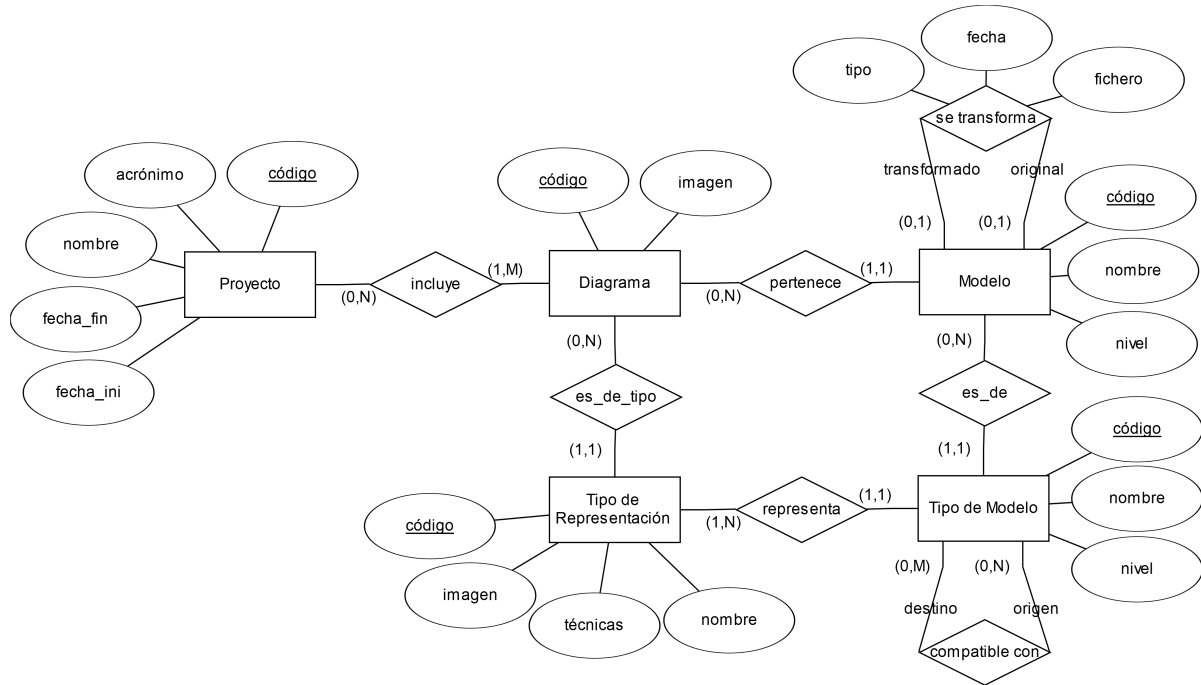 fecha
tipo
fichero
se transforma
transformado
original
acrónimo
código
código
imagen
código
nombre
(0,1)
(0,1)
nombre
Proyecto
(0,N)
incluye
(1,M)
Diagrama
(0,N)
pertenece
(1,1)
Modelo
fecha_fin
nivel
fecha_ini
(0,N)
(0,N)
es_de_tipo
es_de
(1,1)
(1,1)
código
Tipo de
Representación
(1,N)
representa
(1,1)
Tipo de Modelo
nombre
código
nivel
imagen
técnicas
nombre
(0,M)
(0,N)
destino
origen
compatible con